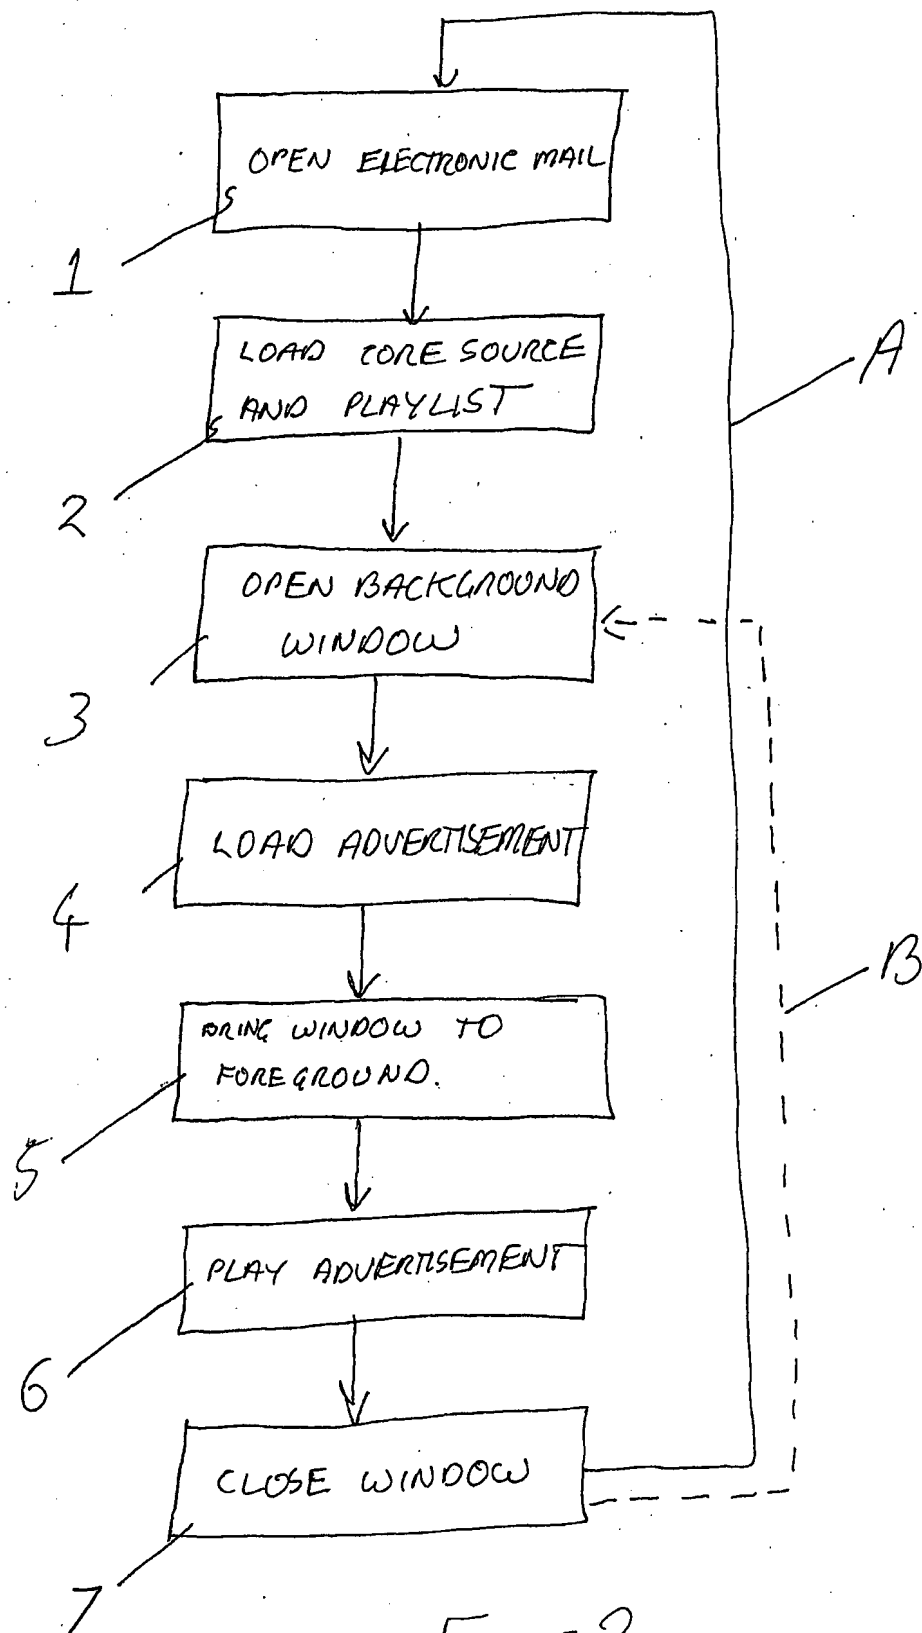 OPEN ELECTRONIC MAIL
1
LOAD CORE SOURCE
AND PLAYLIST
2
A
OPEN BACKGROUND
WINDOW
3
LOAD ADVERTISEMENT
4
B
BRING WINDOW TO
FOREGROUND.
5
PLAY ADVERTISEMENT
6
CLOSE WINDOW
7